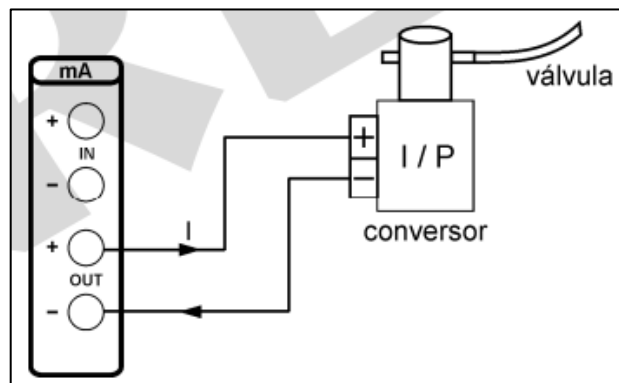 mA
+
IN
-
+
OUT
-
I
+
-
I / P
conversor
válvula